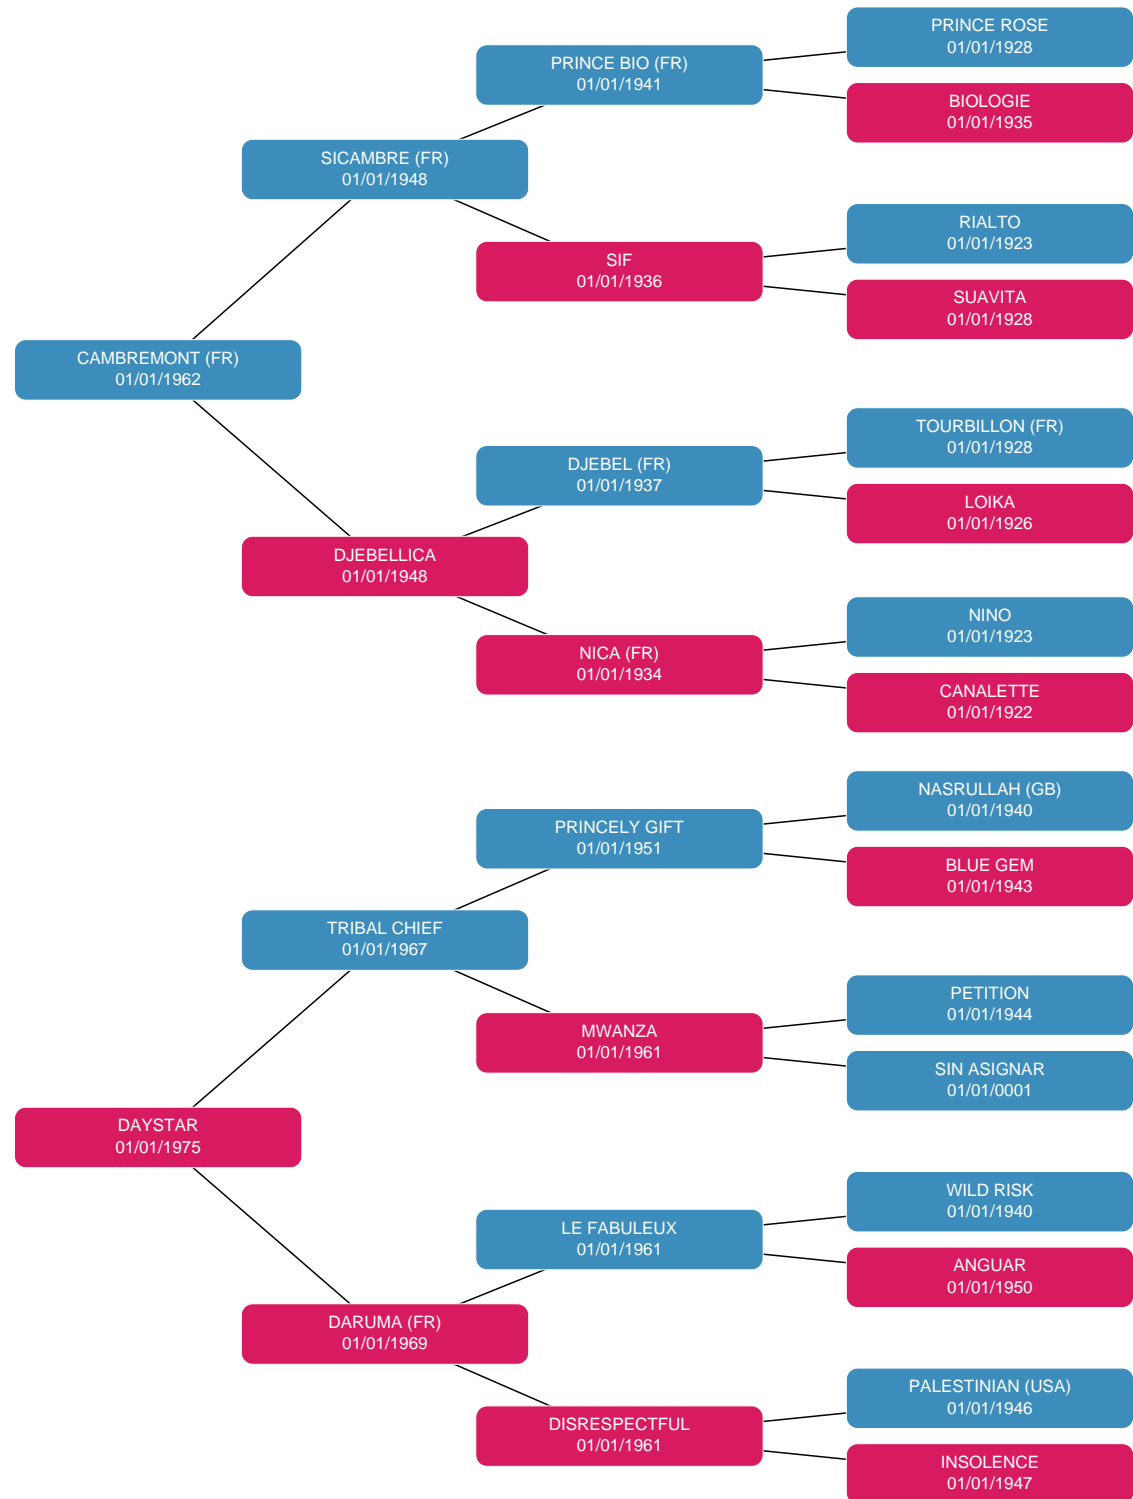 PRINCE ROSE
01/01/1928
PRINCE BIO (FR)
01/01/1941
BIOLOGIE
01/01/1935
SICAMBRE (FR)
01/01/1948
RIALTO
01/01/1923
SIF
01/01/1936
SUAVITA
01/01/1928
CAMBREMONT (FR)
01/01/1962
TOURBILLON (FR)
01/01/1928
DJEBEL (FR)
01/01/1937
LOIKA
01/01/1926
DJEBELLICA
01/01/1948
NINO
01/01/1923
NICA (FR)
01/01/1934
CANALETTE
01/01/1922
NASRULLAH (GB)
01/01/1940
PRINCELY GIFT
01/01/1951
BLUE GEM
01/01/1943
TRIBAL CHIEF
01/01/1967
PETITION
01/01/1944
MWANZA
01/01/1961
SIN ASIGNAR
01/01/0001
DAYSTAR
01/01/1975
WILD RISK
01/01/1940
LE FABULEUX
01/01/1961
ANGUAR
01/01/1950
DARUMA (FR)
01/01/1969
PALESTINIAN (USA)
01/01/1946
DISRESPECTFUL
01/01/1961
INSOLENCE
01/01/1947